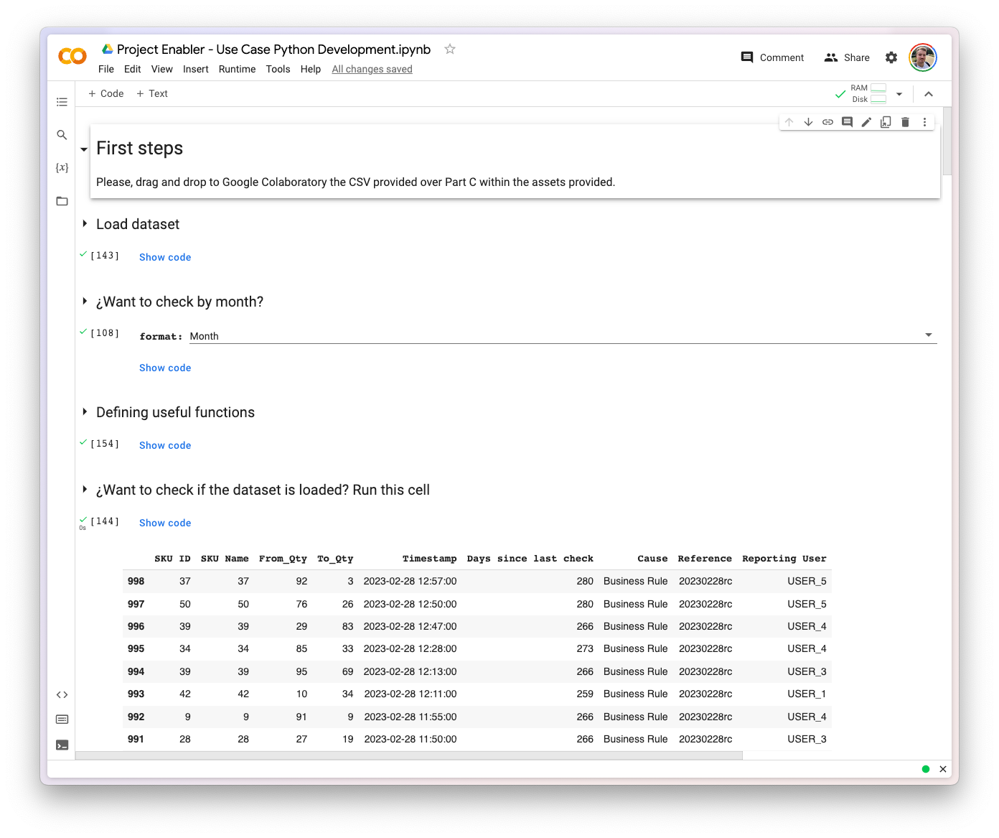 Project Enabler - Use Case Python Development.ipynb
File Edit View Insert Runtime Tools Help All changes saved
Comment Share
+ Code + Text
RAM
Disk
{x}
First steps
Please, drag and drop to Google Colaboratory the CSV provided over Part C within the assets provided.
Load dataset
[143] Show code
¿Want to check by month?
[108] format: Month
Show code
Defining useful functions
[154] Show code
¿Want to check if the dataset is loaded? Run this cell
[144] Show code
0s
SKU ID SKU Name From_Qty To_Qty Timestamp Days since last check Cause Reference Reporting User
998 37 37 92 3 2023-02-28 12:57:00 280 Business Rule 20230228rc USER_5
997 50 50 76 26 2023-02-28 12:50:00 280 Business Rule 20230228rc USER_5
996 39 39 29 83 2023-02-28 12:47:00 266 Business Rule 20230228rc USER_4
995 34 34 85 33 2023-02-28 12:28:00 273 Business Rule 20230228rc USER_4
994 39 39 95 69 2023-02-28 12:13:00 266 Business Rule 20230228rc USER_3
993 42 42 10 34 2023-02-28 12:11:00 259 Business Rule 20230228rc USER_1
992 9 9 91 9 2023-02-28 11:55:00 266 Business Rule 20230228rc USER_4
991 28 28 27 19 2023-02-28 11:50:00 266 Business Rule 20230228rc USER_3